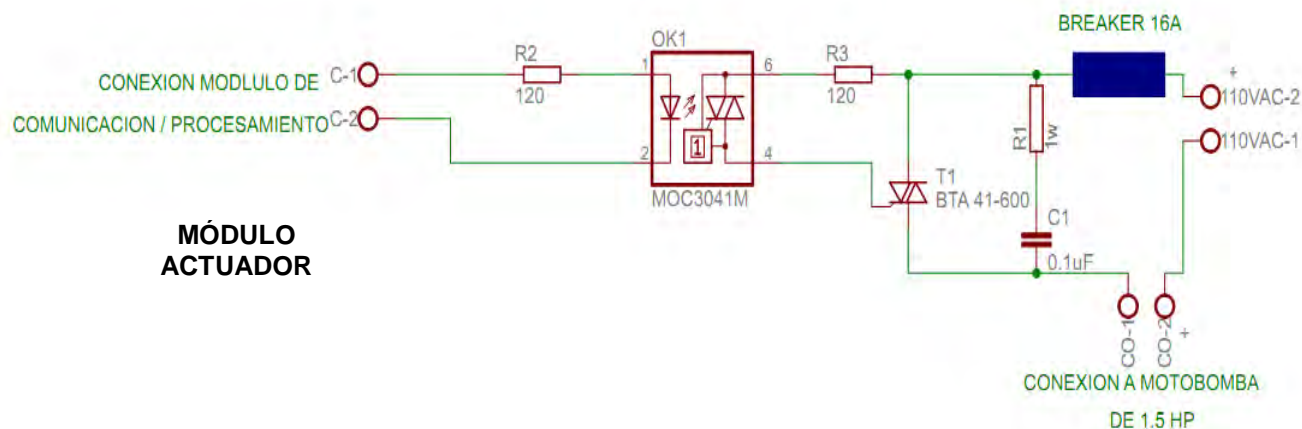 BREAKER 16A
CONEXION MODLULO DE
COMUNICACION / PROCESAMIENTO
C-1
C-2
R2
120
OK1
1
2
6
4
1
MOC3041M
R3
120
R1
1w
T1
BTA 41-600
C1
0.1uF
+
110VAC-2
110VAC-1
MÓDULO
ACTUADOR
CO-1
CO-2
+
CONEXION A MOTOBOMBA
DE 1.5 HP